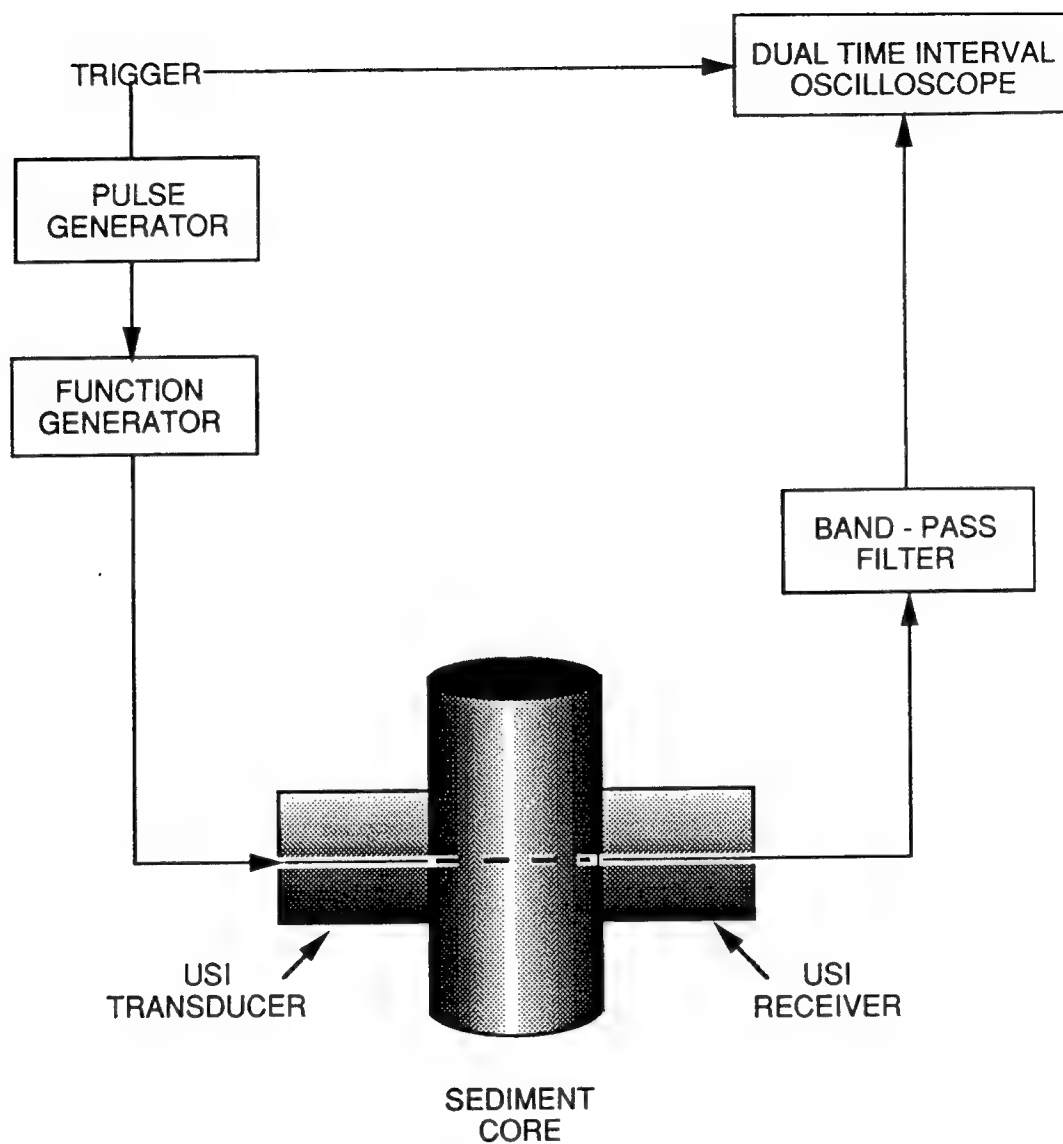 TRIGGER
DUAL TIME INTERVAL
OSCILLOSCOPE
PULSE
GENERATOR
FUNCTION
GENERATOR
BAND - PASS
FILTER
USI
TRANSDUCER
USI
RECEIVER
SEDIMENT
CORE